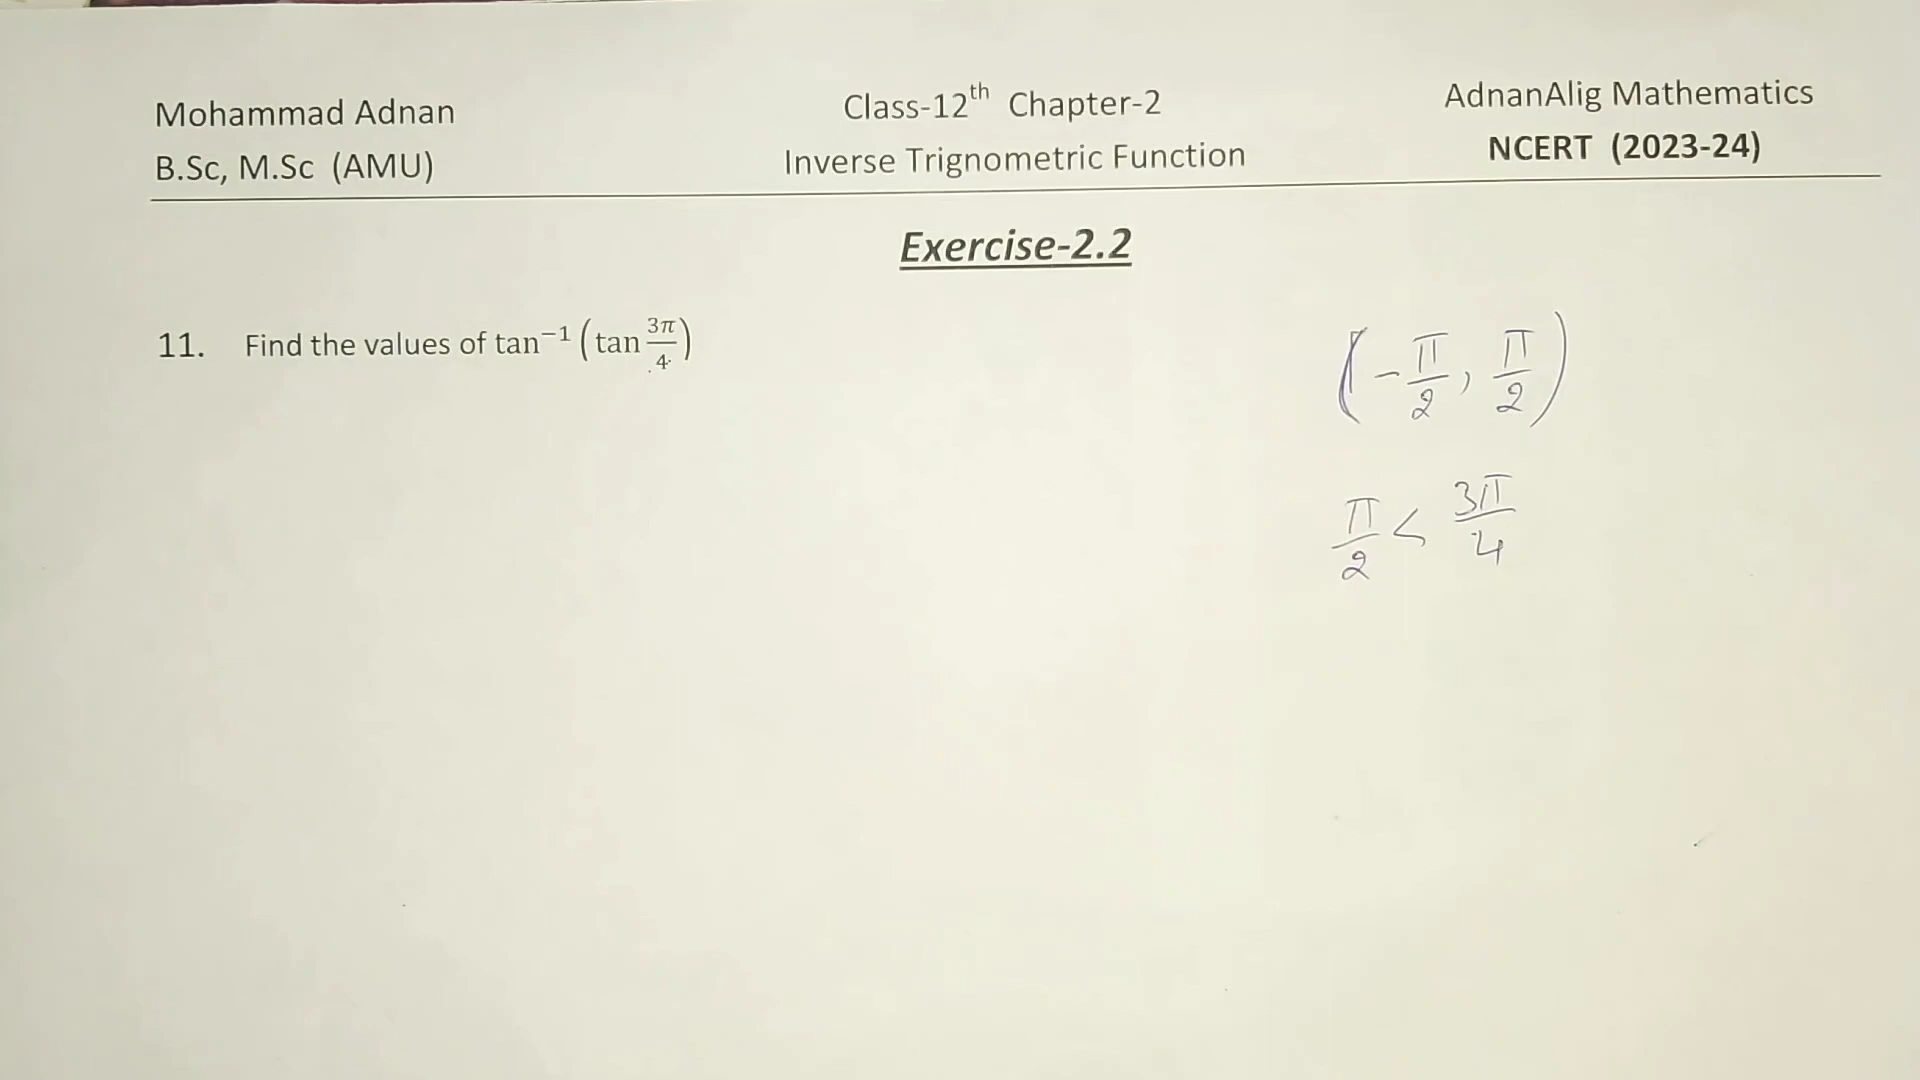 Mohammad Adnan
B.Sc, M.Sc (AMU)
Class-12th Chapter-2
Inverse Trignometric Function
AdnanAlig Mathematics
NCERT (2023-24)
Exercise-2.2
11. Find the values of tan⁻¹(tan 3π/4)
(-π/2, π/2)
π/2 < 3π/4